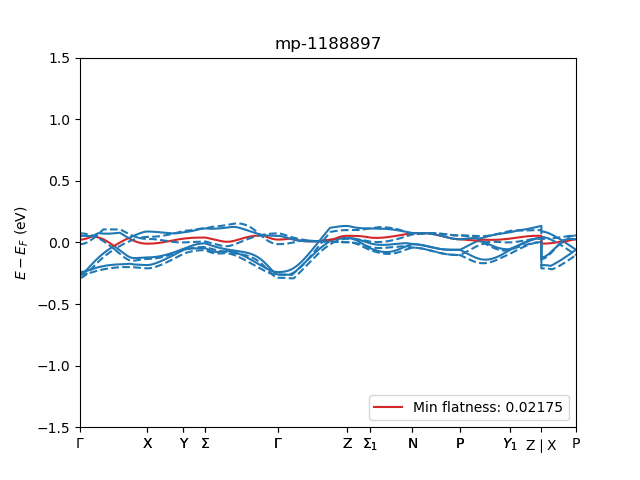 mp-1188897
E − E_F (eV)
1.5
1.0
0.5
0.0
−0.5
−1.0
−1.5
Min flatness: 0.02175
Γ X Y Σ Γ Z Σ₁ N P Y₁ Z | X P